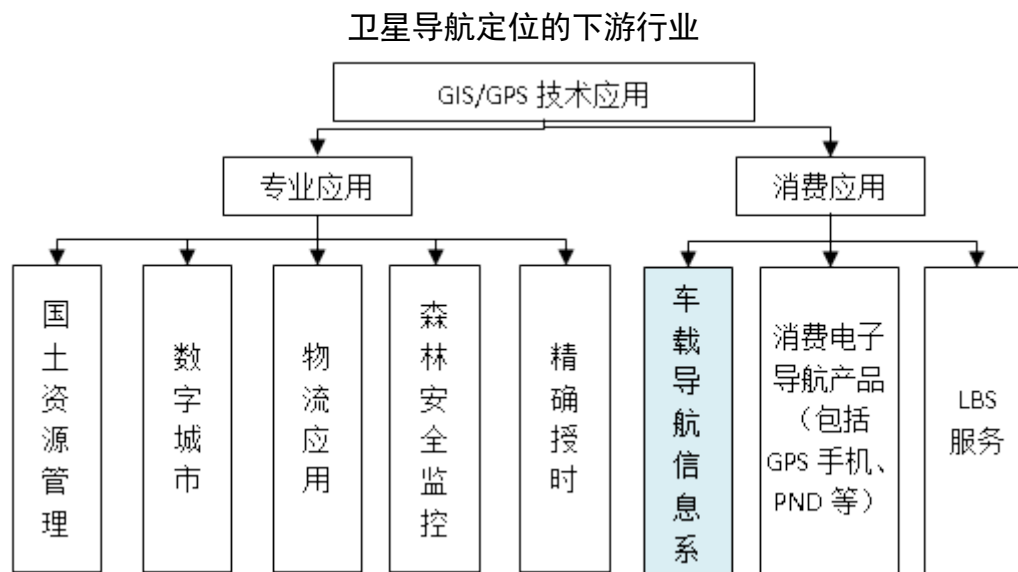 卫星导航定位的下游行业
GIS/GPS 技术应用
专业应用
消费应用
国土资源管理
数字城市
物流应用
森林安全监控
精确授时
车载导航信息系
消费电子
导航产品
（包括
GPS 手机、
PND 等）
LBS
服务